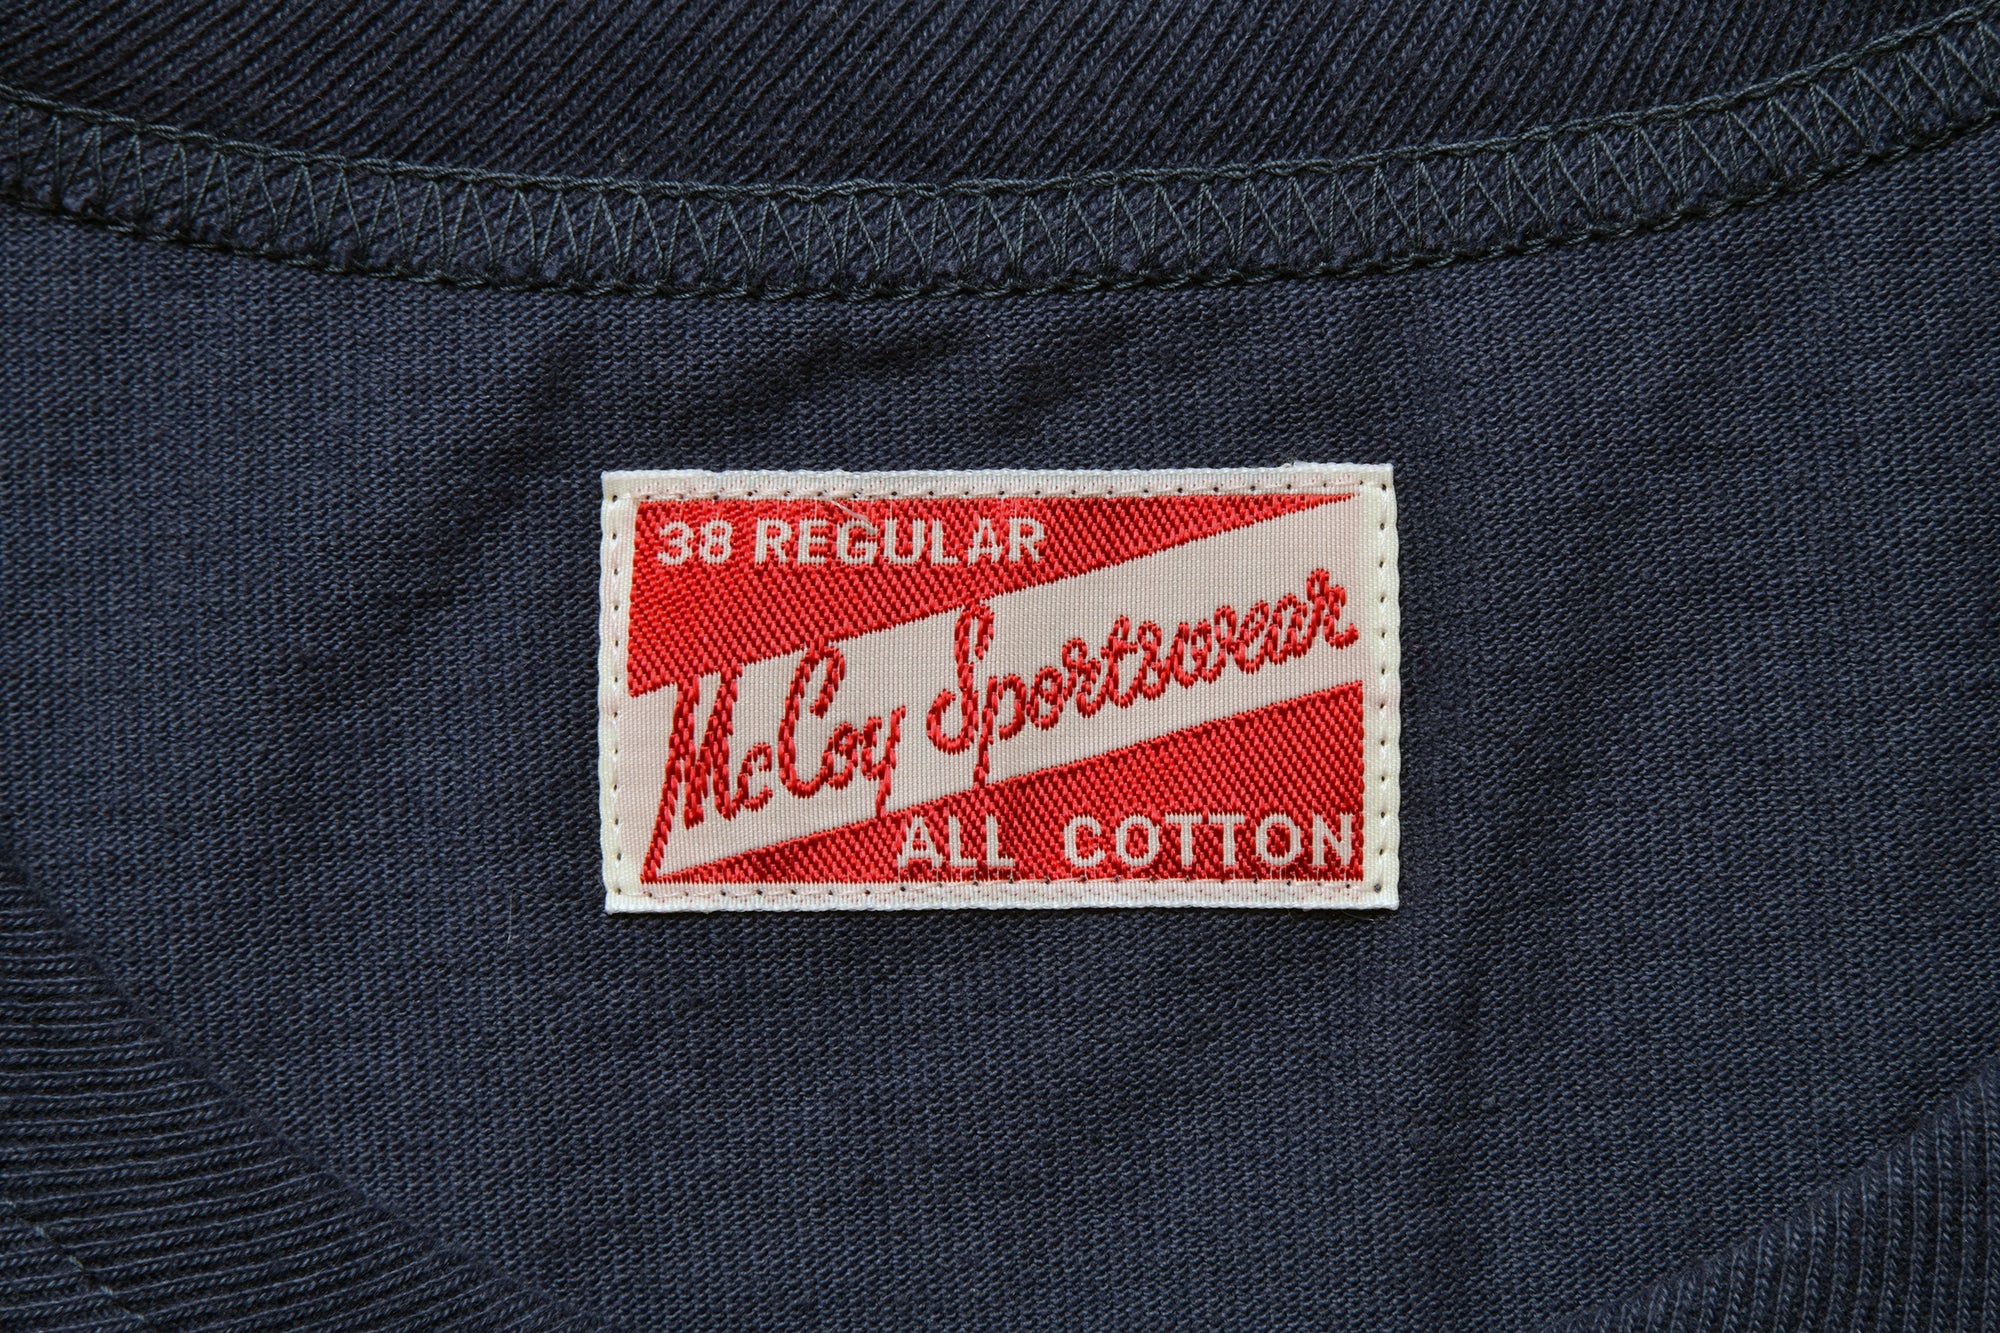 38 REGULAR
McCoy Sportswear
ALL COTTON